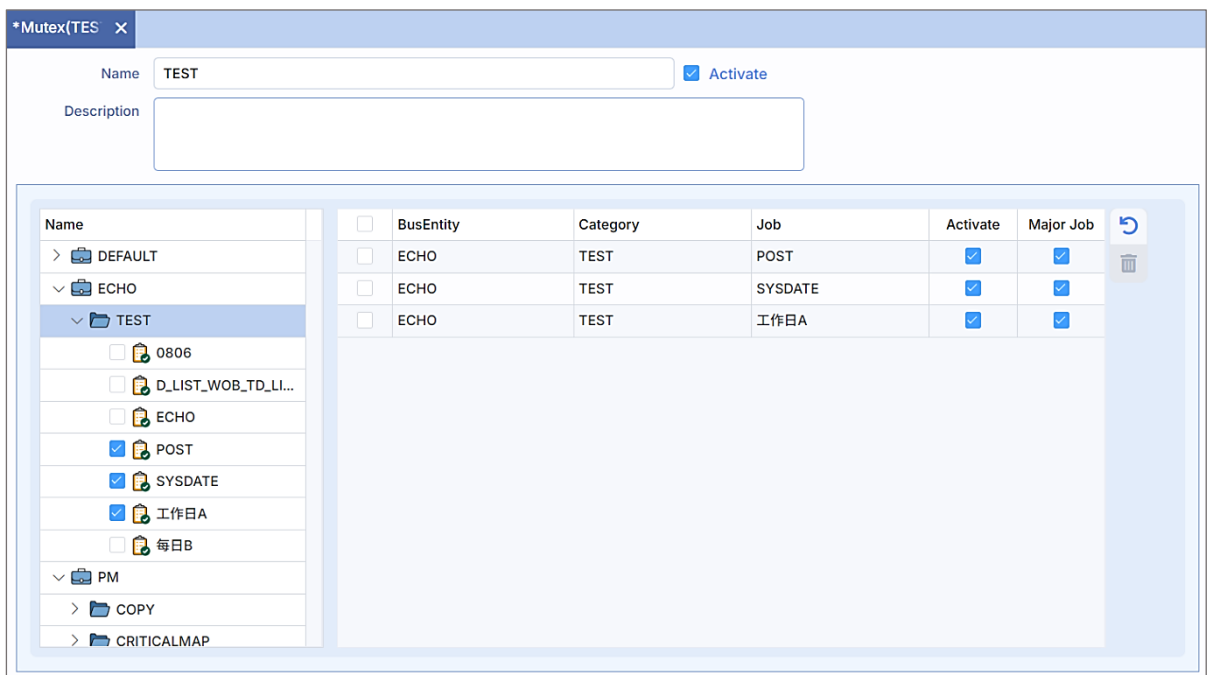 *Mutex(TES
Name TEST Activate
Description
Name
DEFAULT
ECHO
TEST
0806
D_LIST_WOB_TD_LI...
ECHO
POST
SYSDATE
工作日A
每日B
PM
COPY
CRITICALMAP
BusEntity Category Job Activate Major Job
ECHO TEST POST
ECHO TEST SYSDATE
ECHO TEST 工作日A